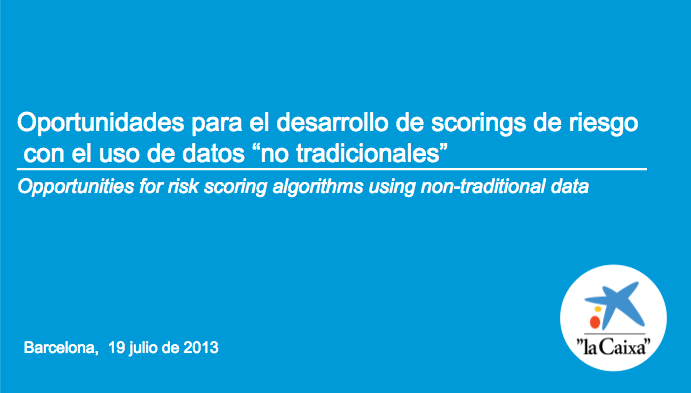 Oportunidades para el desarrollo de scorings de riesgo
con el uso de datos “no tradicionales”
Opportunities for risk scoring algorithms using non-traditional data
Barcelona,  19 julio de 2013
"la Caixa"